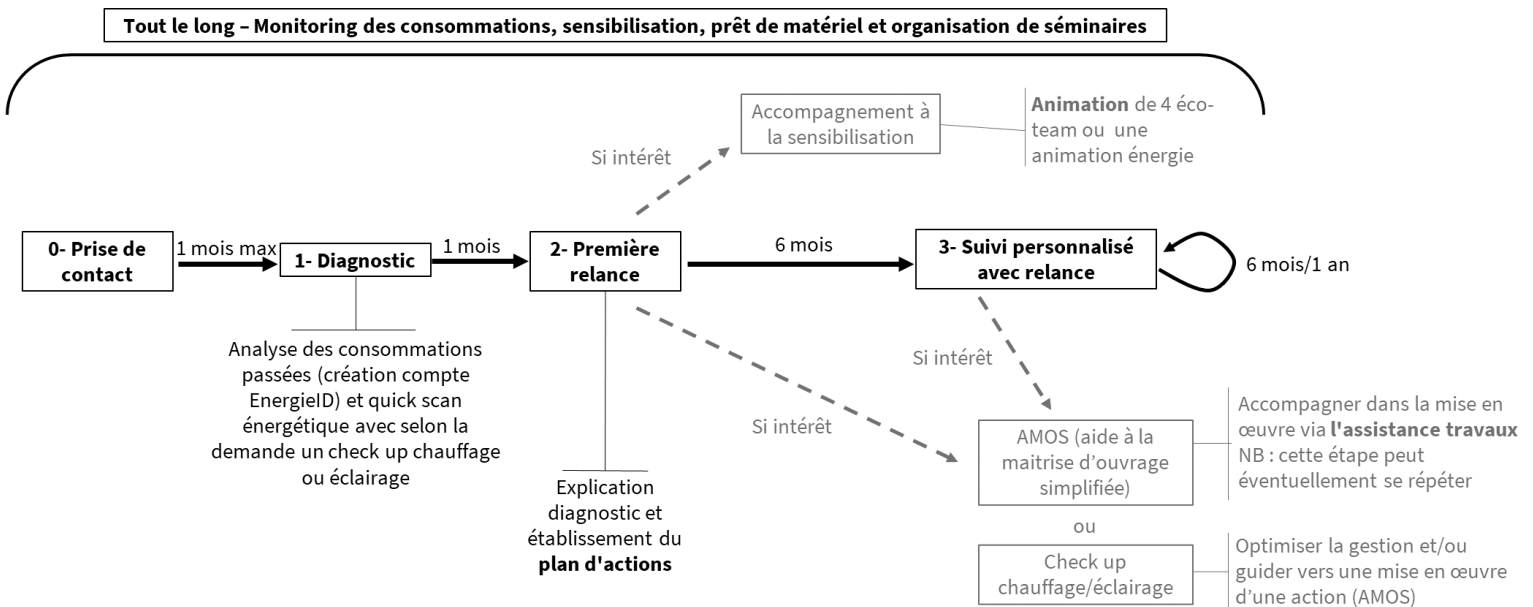 Tout le long – Monitoring des consommations, sensibilisation, prêt de matériel et organisation de séminaires
Accompagnement à
la sensibilisation
Animation de 4 éco-
team ou une
animation énergie
Si intérêt
0- Prise de
contact
1 mois max
1- Diagnostic
1 mois
2- Première
relance
6 mois
3- Suivi personnalisé
avec relance
6 mois/1 an
Analyse des consommations
passées (création compte
EnergieID) et quick scan
énergétique avec selon la
demande un check up chauffage
ou éclairage
Explication
diagnostic et
établissement du
plan d'actions
Si intérêt
Si intérêt
AMOS (aide à la
maitrise d’ouvrage
simplifiée)
Accompagner dans la mise en
œuvre via l'assistance travaux
NB : cette étape peut
éventuellement se répéter
ou
Check up
chauffage/éclairage
Optimiser la gestion et/ou
guider vers une mise en œuvre
d’une action (AMOS)